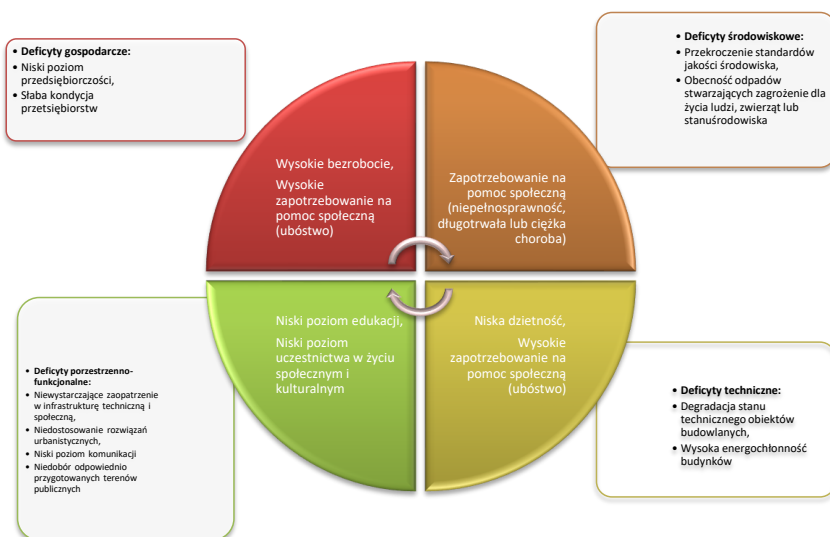 • Deficyty gospodarcze:
• Niski poziom
przedsiębiorczości,
• Słaba kondycja
przetsiębiorstw
• Deficyty środowiskowe:
• Przekroczenie standardów
jakości środowiska,
• Obecność odpadów
stwarzających zagrożenie dla
życia ludzi, zwierząt lub
stanuśrodowiska
Wysokie bezrobocie,
Wysokie
zapotrzebowanie na
pomoc społeczną
(ubóstwo)
Zapotrzebowanie na
pomoc społeczną
(niepełnosprawność,
długotrwała lub ciężka
choroba)
Niski poziom edukacji,
Niski poziom
uczestnictwa w życiu
społecznym i
kulturalnym
Niska dzietność,
Wysokie
zapotrzebowanie na
pomoc społeczną
(ubóstwo)
• Deficyty porzestrzenno-
funkcjonalne:
• Niewystarczające zaopatrzenie
w infrastrukturę techniczną i
społeczną,
• Niedostosowanie rozwiązań
urbanistycznych,
• Niski poziom komunikacji
• Niedobór odpowiednio
przygotowanych terenów
publicznych
• Deficyty techniczne:
• Degradacja stanu
technicznego obiektów
budowlanych,
• Wysoka energochłonność
budynków